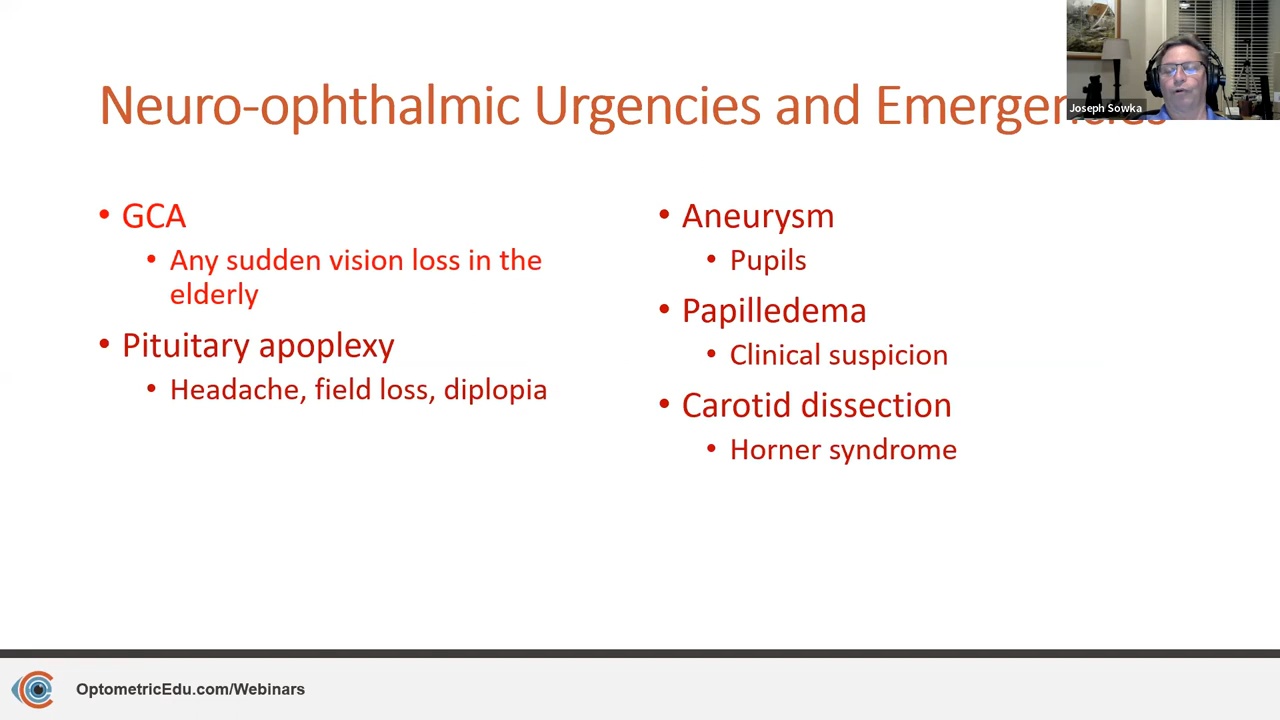 Neuro-ophthalmic Urgencies and Emergencies
Joseph Sowka
• GCA
• Any sudden vision loss in the
elderly
• Pituitary apoplexy
• Headache, field loss, diplopia
• Aneurysm
• Pupils
• Papilledema
• Clinical suspicion
• Carotid dissection
• Horner syndrome
OptometricEdu.com/Webinars